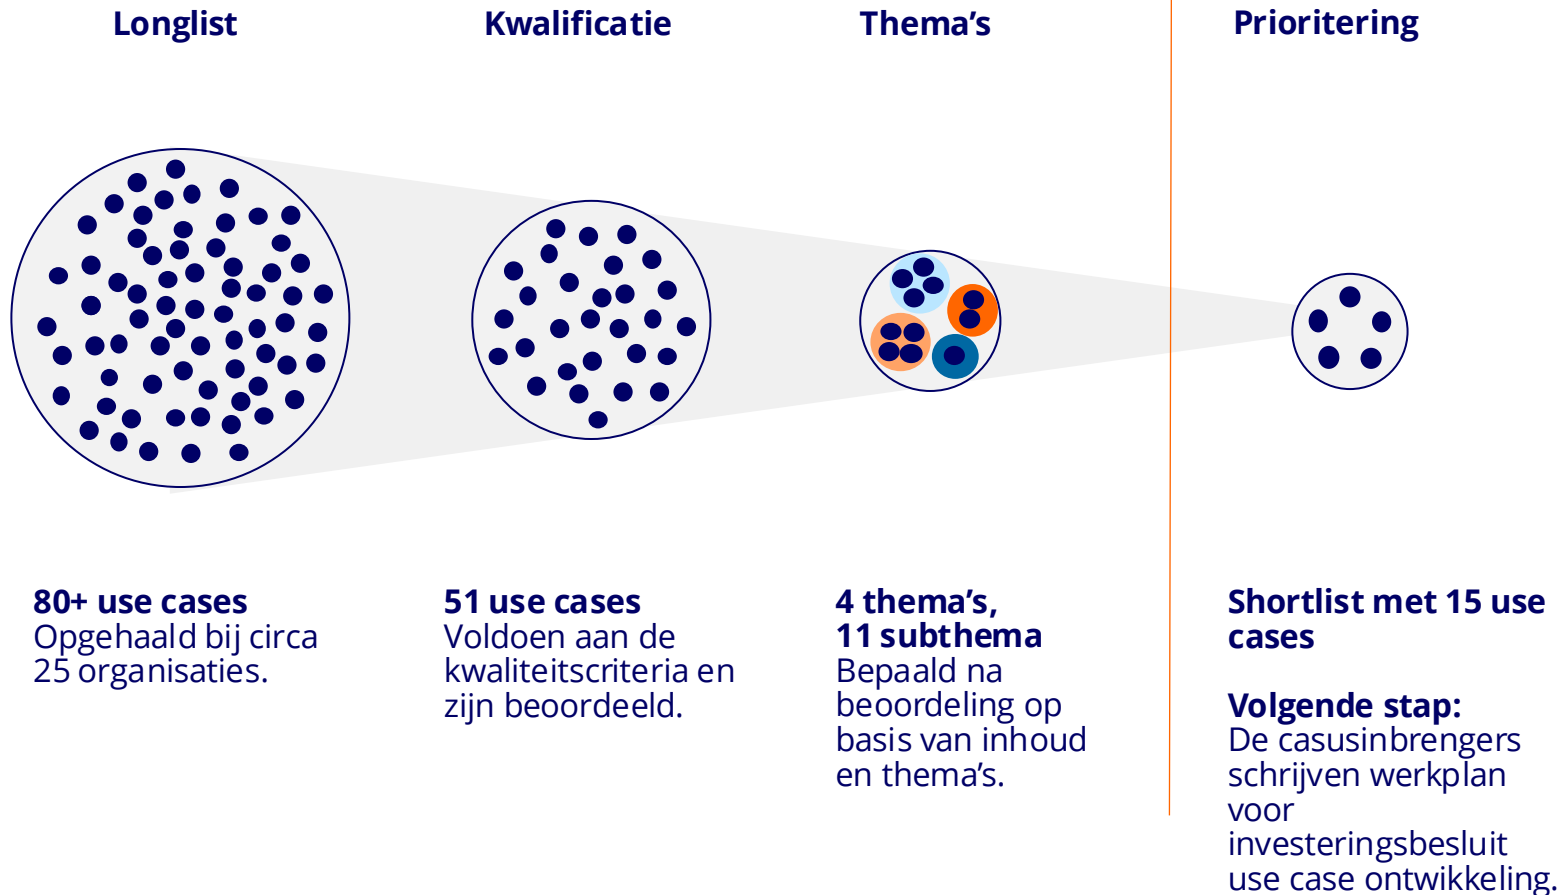 Longlist
Kwalificatie
Thema's
Prioritering
80+ use cases
Opgehaald bij circa
25 organisaties.
51 use cases
Voldoen aan de
kwaliteitscriteria en
zijn beoordeeld.
4 thema’s,
11 subthema
Bepaald na
beoordeling op
basis van inhoud
en thema’s.
Shortlist met 15 use
cases
Volgende stap:
De casusinbrengers
schrijven werkplan
voor
investeringsbesluit
use case ontwikkeling.